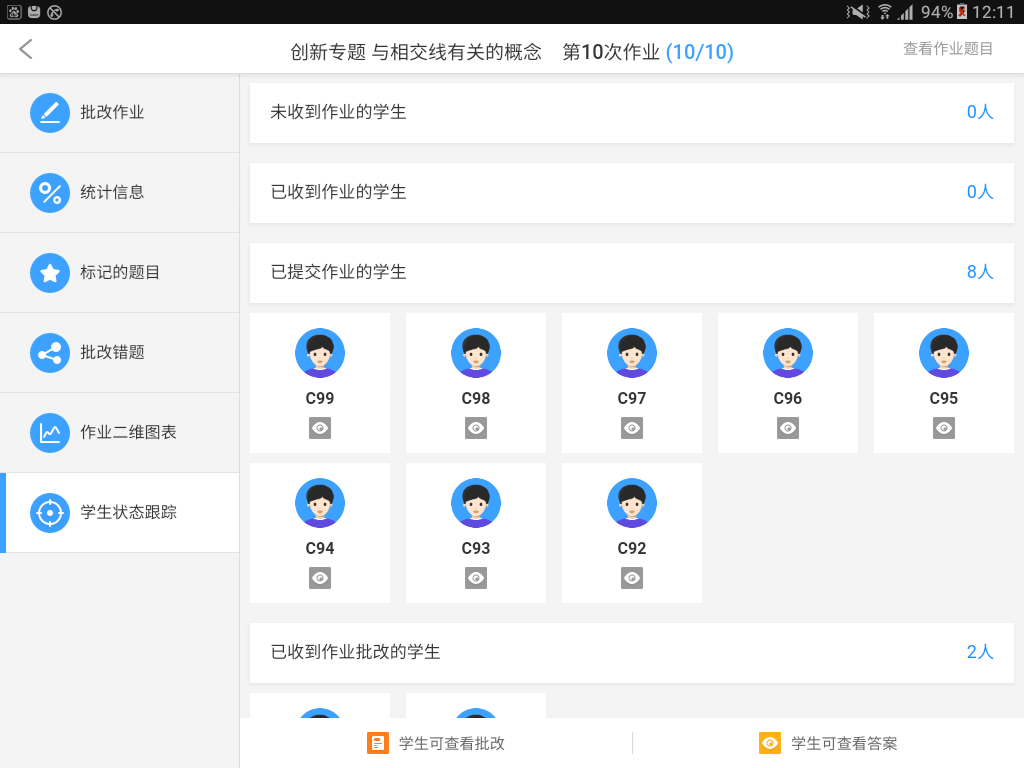 94% 12:11
创新专题 与相交线有关的概念 第10次作业 (10/10)
查看作业题目
批改作业
统计信息
标记的题目
批改错题
作业二维图表
学生状态跟踪
未收到作业的学生 0人
已收到作业的学生 0人
已提交作业的学生 8人
C99 C98 C97 C96 C95
C94 C93 C92
已收到作业批改的学生 2人
学生可查看批改 学生可查看答案